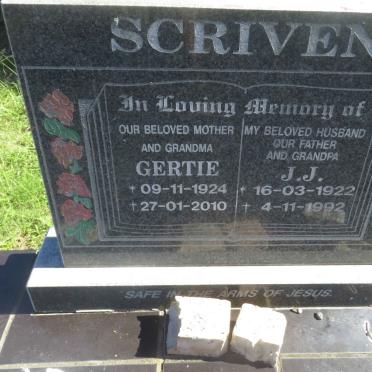 SCRIVEN
In Loving Memory of
OUR BELOVED MOTHER
AND GRANDMA
GERTIE
† 09-11-1924
† 27-01-2010
MY BELOVED HUSBAND
OUR FATHER
AND GRANDPA
J.J.
† 16-03-1922
† 4-11-1992
SAFE IN THE ARMS OF JESUS.